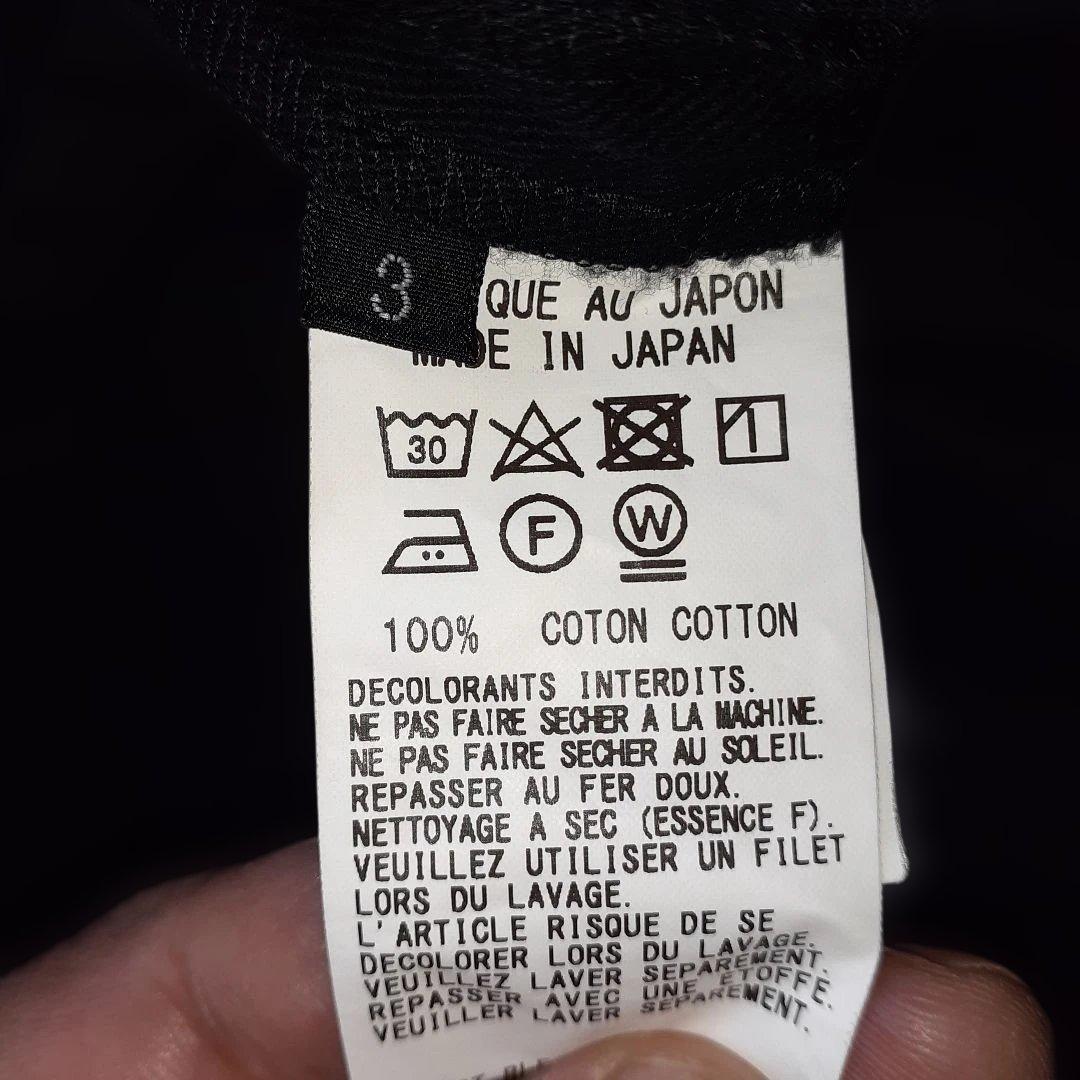 3
QUE AU JAPON
MADE IN JAPAN
30
F W
100% COTON COTTON
DECOLORANTS INTERDITS.
NE PAS FAIRE SECHER A LA MACHINE.
NE PAS FAIRE SECHER AU SOLEIL.
REPASSER AU FER DOUX.
NETTOYAGE A SEC (ESSENCE F).
VEUILLEZ UTILISER UN FILET
LORS DU LAVAGE.
L'ARTICLE RISQUE DE SE
DECOLORER LORS DU LAVAGE.
VEUILLEZ LAVER SEPAREMENT.
REPASSER AVEC UNE ETOFFE.
VEUILLER LAVER SEPAREMENT.